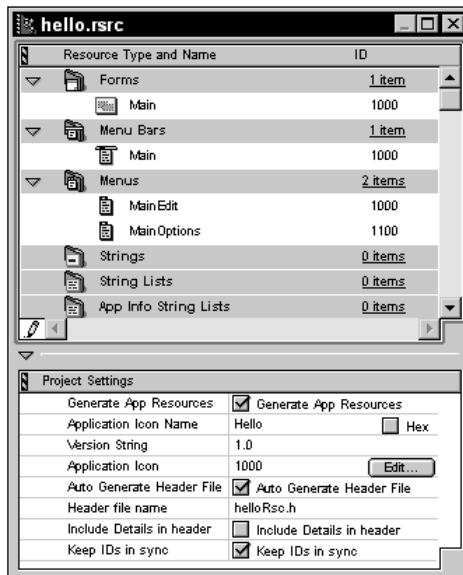 hello.rsrc
Resource Type and Name ID
Forms 1 item
Main 1000
Menu Bars 1 item
Main 1000
Menus 2 items
MainEdit 1000
MainOptions 1100
Strings 0 items
String Lists 0 items
App Info String Lists 0 items
Project Settings
Generate App Resources Generate App Resources
Application Icon Name Hello Hex
Version String 1.0
Application Icon 1000 Edit...
Auto Generate Header File Auto Generate Header File
Header file name helloRsc.h
Include Details in header Include Details in header
Keep IDs in sync Keep IDs in sync